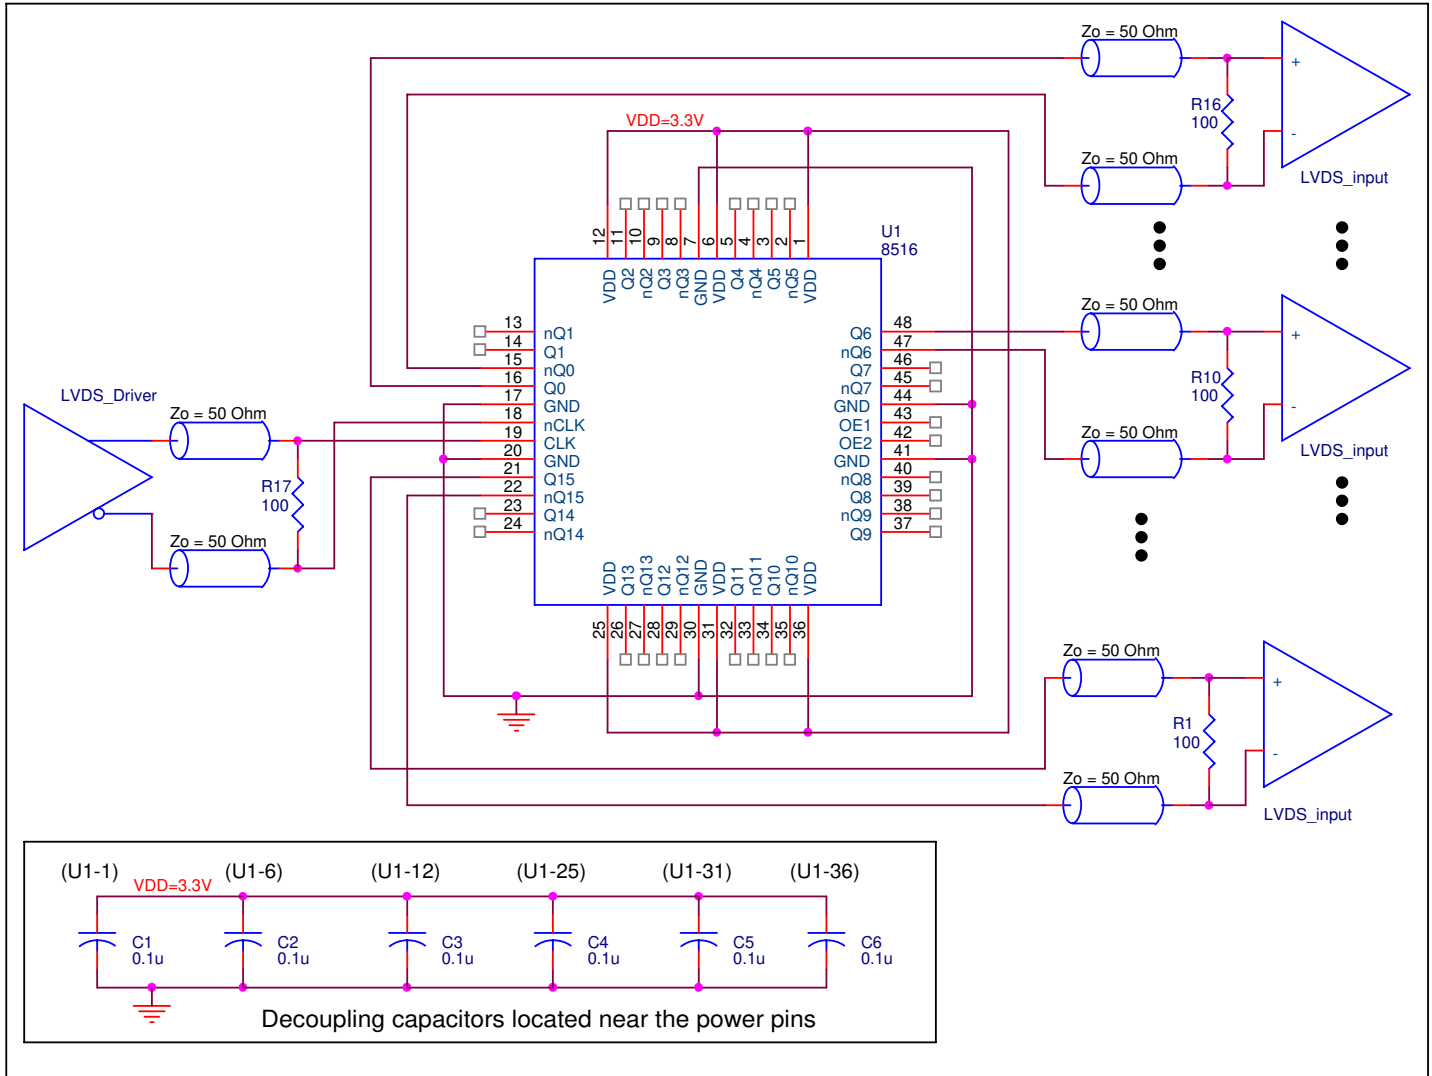 Zo = 50 Ohm
+
R16
100
-
Zo = 50 Ohm
LVDS_input
VDD=3.3V
12
11
10
9
8
7
6
5
4
3
2
1
U1
8516
VDD
Q2
nQ2
Q3
nQ3
GND
VDD
Q4
nQ4
Q5
nQ5
VDD
13 nQ1
14 Q1
15 nQ0
16 Q0
17 GND
18 nCLK
19 CLK
20 GND
21 Q15
22 nQ15
23 Q14
24 nQ14
Q6 48
nQ6 47
Q7 46
nQ7 45
GND 44
OE1 43
OE2 42
GND 41
nQ8 40
Q8 39
nQ9 38
Q9 37
Zo = 50 Ohm
+
R10
100
-
Zo = 50 Ohm
LVDS_input
LVDS_Driver
Zo = 50 Ohm
R17
100
Zo = 50 Ohm
VDD
Q13
nQ13
Q12
nQ12
GND
VDD
Q11
nQ11
Q10
nQ10
VDD
25
26
27
28
29
30
31
32
33
34
35
36
Zo = 50 Ohm
+
R1
100
-
Zo = 50 Ohm
LVDS_input
(U1-1) (U1-6) (U1-12) (U1-25) (U1-31) (U1-36)
VDD=3.3V
C1
0.1u
C2
0.1u
C3
0.1u
C4
0.1u
C5
0.1u
C6
0.1u
Decoupling capacitors located near the power pins